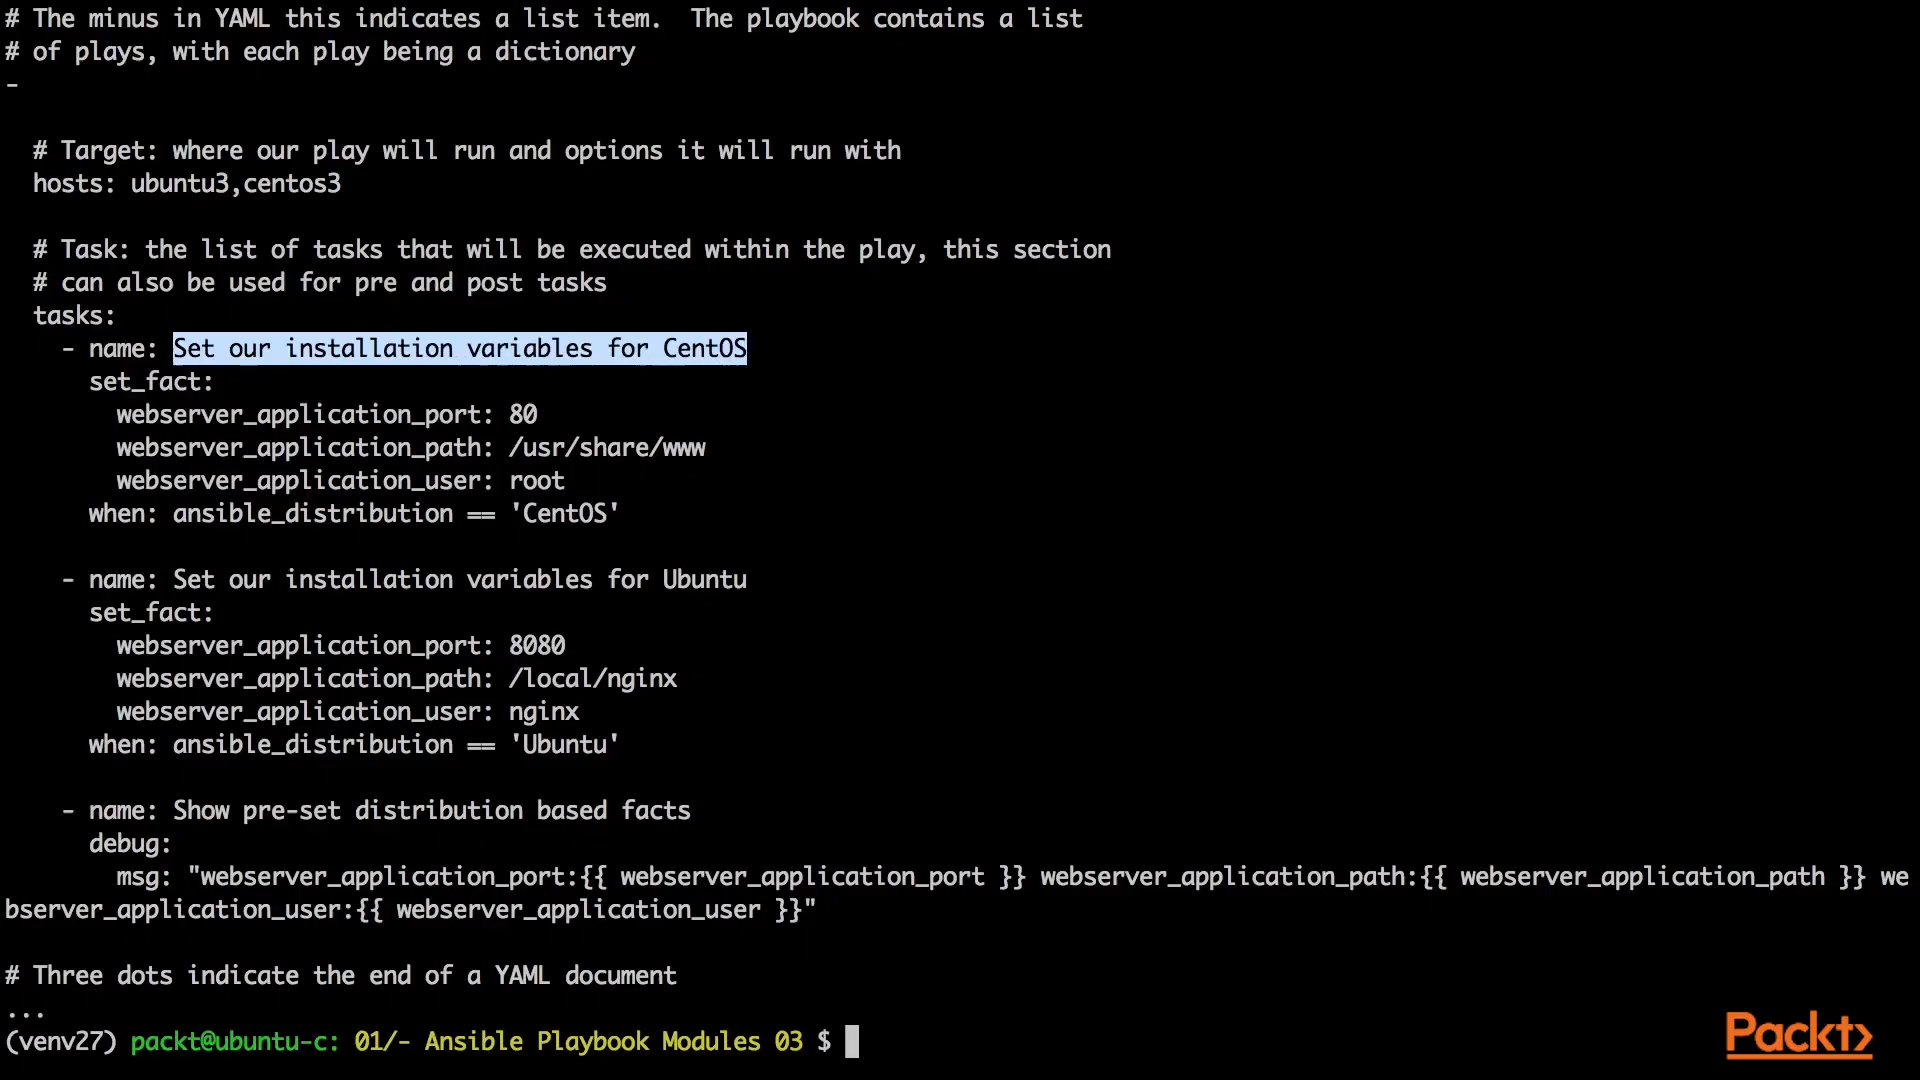 # The minus in YAML this indicates a list item.  The playbook contains a list
# of plays, with each play being a dictionary
-
  # Target: where our play will run and options it will run with
  hosts: ubuntu3,centos3
  # Task: the list of tasks that will be executed within the play, this section
  # can also be used for pre and post tasks
  tasks:
    - name: Set our installation variables for CentOS
      set_fact:
        webserver_application_port: 80
        webserver_application_path: /usr/share/www
        webserver_application_user: root
      when: ansible_distribution == 'CentOS'
    - name: Set our installation variables for Ubuntu
      set_fact:
        webserver_application_port: 8080
        webserver_application_path: /local/nginx
        webserver_application_user: nginx
      when: ansible_distribution == 'Ubuntu'
    - name: Show pre-set distribution based facts
      debug:
        msg: "webserver_application_port:{{ webserver_application_port }} webserver_application_path:{{ webserver_application_path }} we
bserver_application_user:{{ webserver_application_user }}"
# Three dots indicate the end of a YAML document
...
(venv27) packt@ubuntu-c: 01/- Ansible Playbook Modules 03 $
Packt>